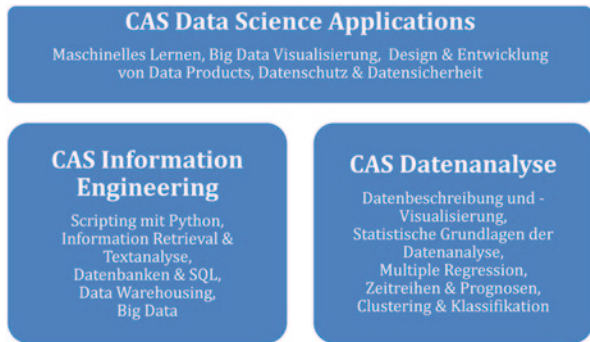 CAS Data Science Applications
Maschinelles Lernen, Big Data Visualisierung, Design & Entwicklung
von Data Products, Datenschutz & Datensicherheit
CAS Information
Engineering
Scripting mit Python,
Information Retrieval &
Textanalyse,
Datenbanken & SQL,
Data Warehousing,
Big Data
CAS Datenanalyse
Datenbeschreibung und -
Visualisierung,
Statistische Grundlagen der
Datenanalyse,
Multiple Regression,
Zeitreihen & Prognosen,
Clustering & Klassifikation